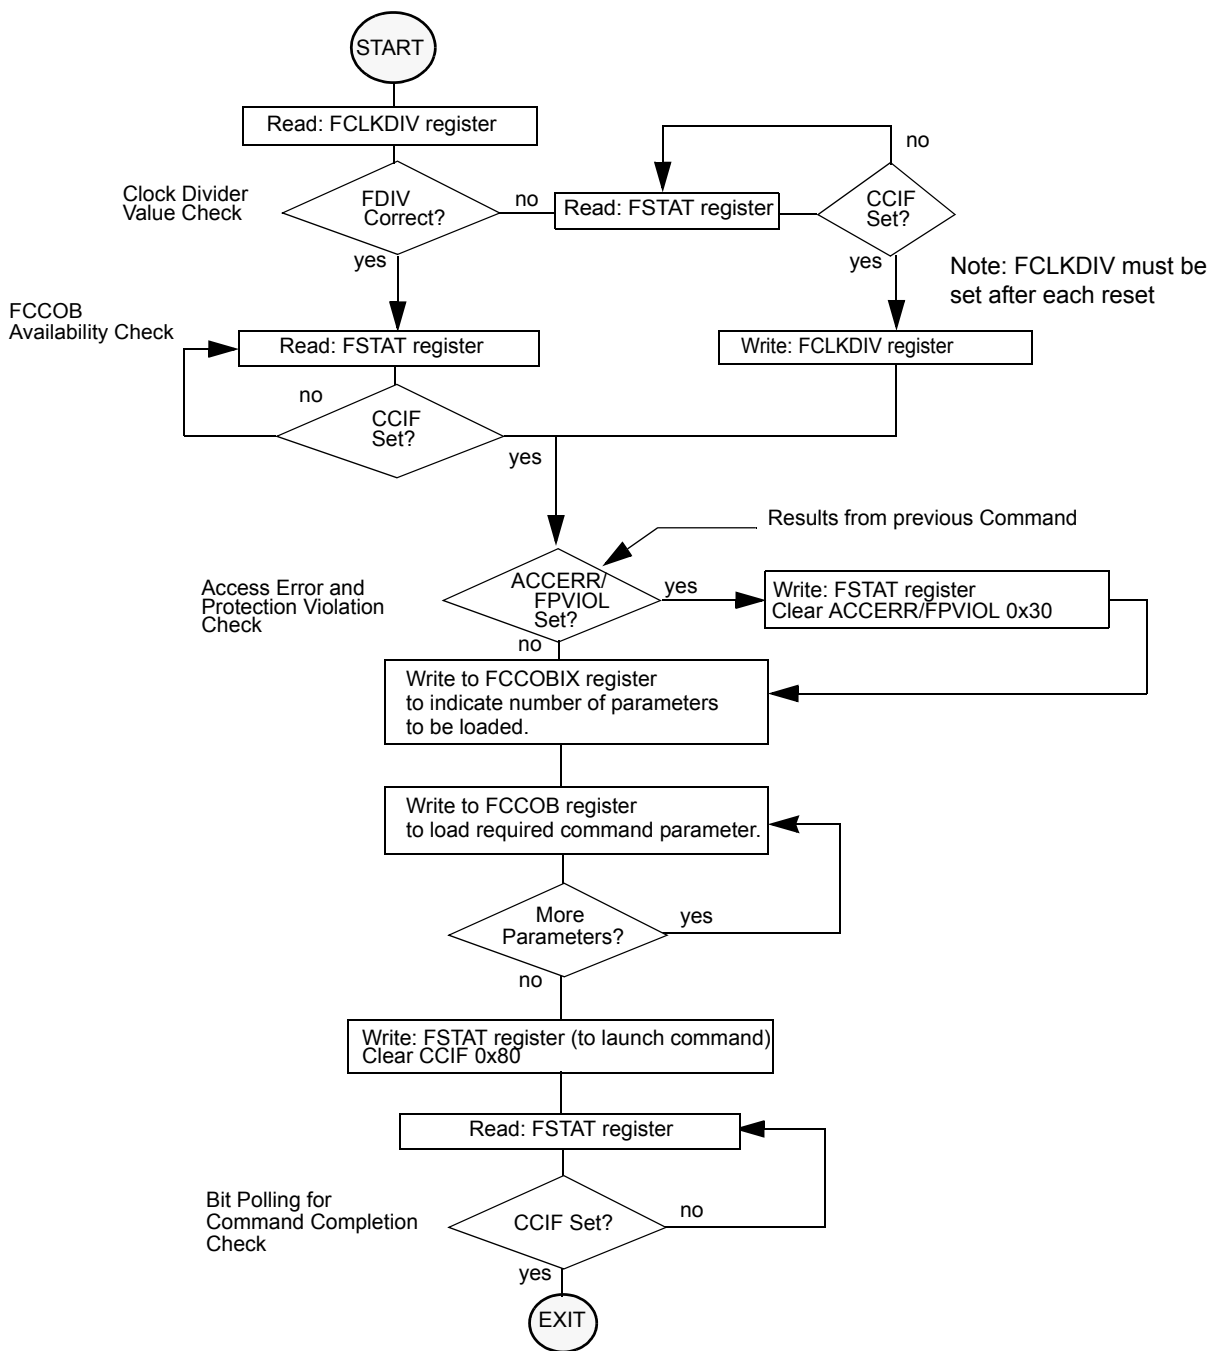 START
Read: FCLKDIV register
no
Clock Divider
Value Check
FDIV
Correct?
no
Read: FSTAT register
CCIF
Set?
yes
yes
Note: FCLKDIV must be
set after each reset
FCCOB
Availability Check
Read: FSTAT register
Write: FCLKDIV register
no
CCIF
Set?
yes
Results from previous Command
Access Error and
Protection Violation
Check
ACCERR/
FPVIOL
Set?
yes
Write: FSTAT register
Clear ACCERR/FPVIOL 0x30
no
Write to FCCOBIX register
to indicate number of parameters
to be loaded.
Write to FCCOB register
to load required command parameter.
More
Parameters?
yes
no
Write: FSTAT register (to launch command)
Clear CCIF 0x80
Read: FSTAT register
Bit Polling for
Command Completion
Check
CCIF Set?
no
yes
EXIT